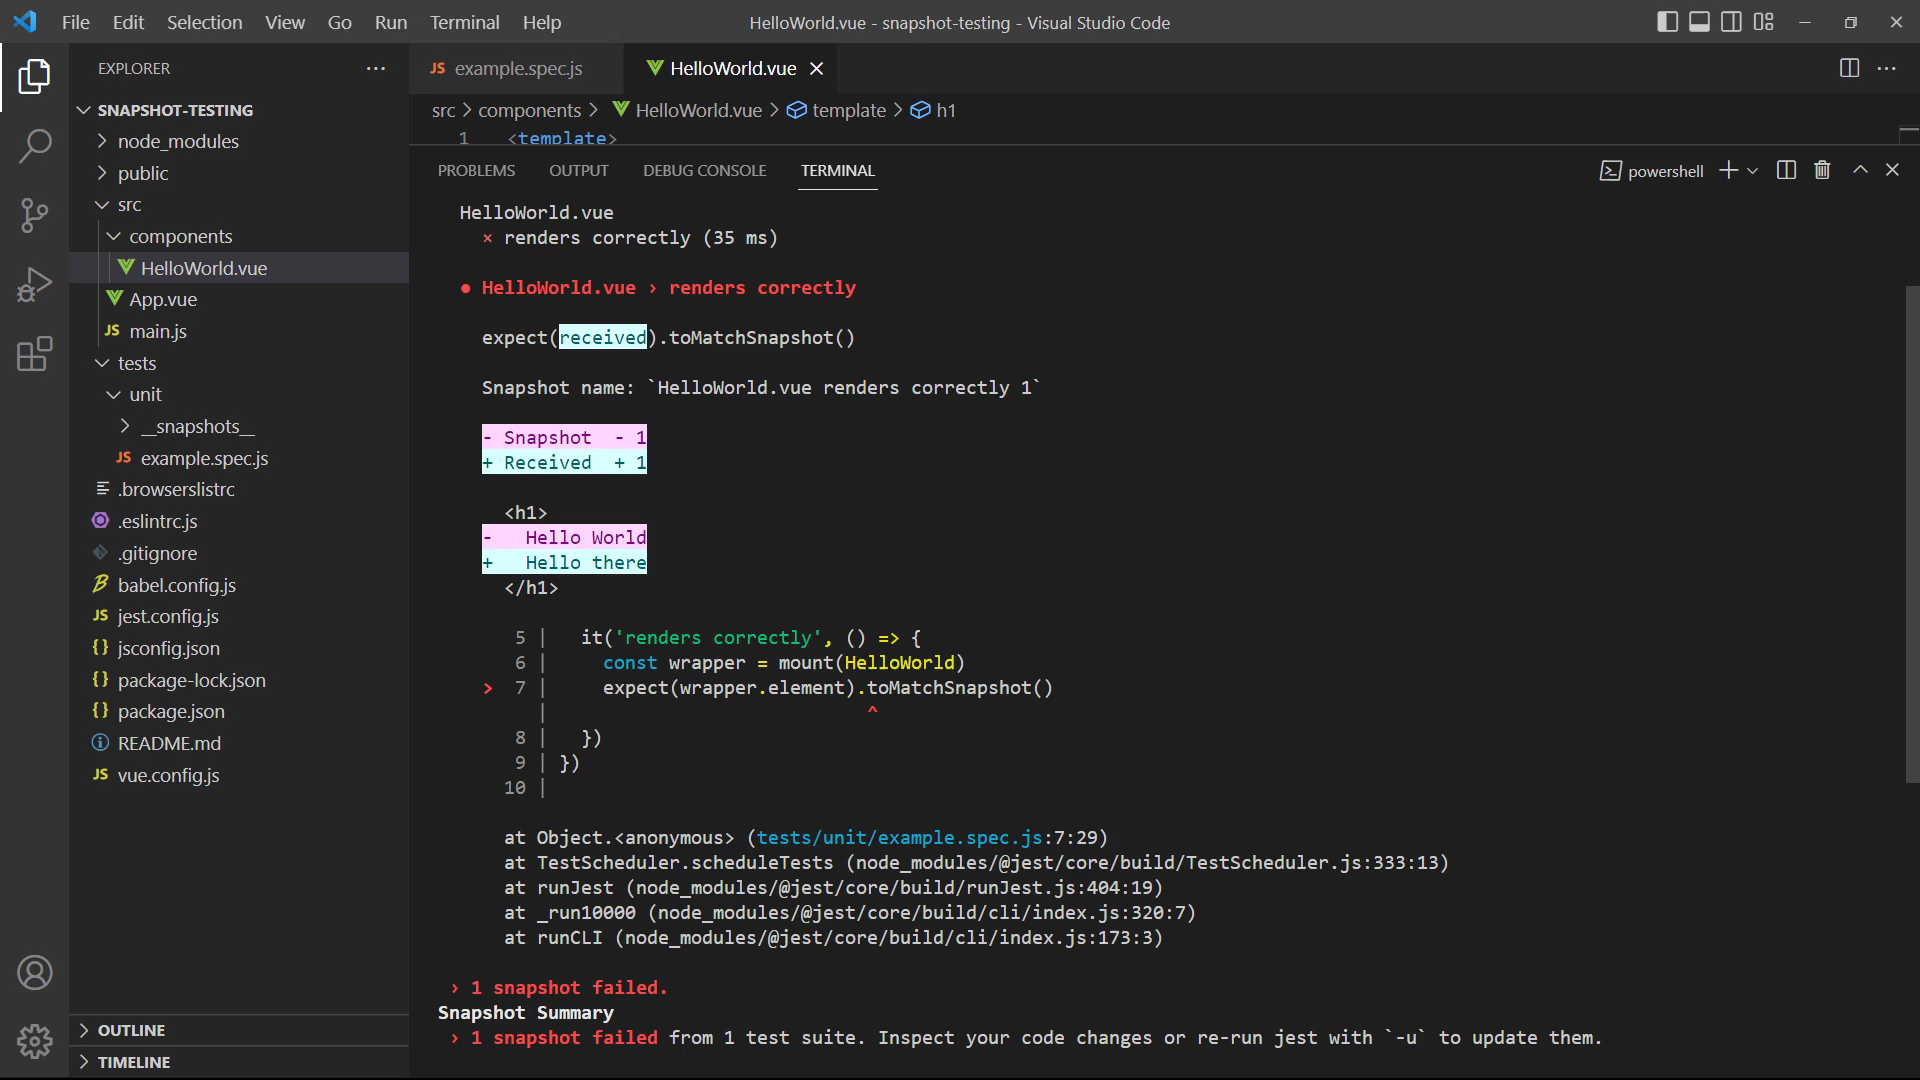 File Edit Selection View Go Run Terminal Help
HelloWorld.vue - snapshot-testing - Visual Studio Code
EXPLORER
SNAPSHOT-TESTING
node_modules
public
src
components
HelloWorld.vue
App.vue
JS main.js
tests
unit
__snapshots__
JS example.spec.js
.browserslistrc
.eslintrc.js
.gitignore
babel.config.js
JS jest.config.js
{} jsconfig.json
{} package-lock.json
{} package.json
README.md
JS vue.config.js
OUTLINE
TIMELINE
JS example.spec.js
HelloWorld.vue
src > components > HelloWorld.vue > template > h1
1 <template>
PROBLEMS OUTPUT DEBUG CONSOLE TERMINAL
powershell
HelloWorld.vue
× renders correctly (35 ms)
● HelloWorld.vue › renders correctly
expect(received).toMatchSnapshot()
Snapshot name: `HelloWorld.vue renders correctly 1`
- Snapshot - 1
+ Received + 1
<h1>
- Hello World
+ Hello there
</h1>
5 | it('renders correctly', () => {
6 | const wrapper = mount(HelloWorld)
> 7 | expect(wrapper.element).toMatchSnapshot()
| ^
8 | })
9 | })
10 |
at Object.<anonymous> (tests/unit/example.spec.js:7:29)
at TestScheduler.scheduleTests (node_modules/@jest/core/build/TestScheduler.js:333:13)
at runJest (node_modules/@jest/core/build/runJest.js:404:19)
at _run10000 (node_modules/@jest/core/build/cli/index.js:320:7)
at runCLI (node_modules/@jest/core/build/cli/index.js:173:3)
› 1 snapshot failed.
Snapshot Summary
› 1 snapshot failed from 1 test suite. Inspect your code changes or re-run jest with `-u` to update them.